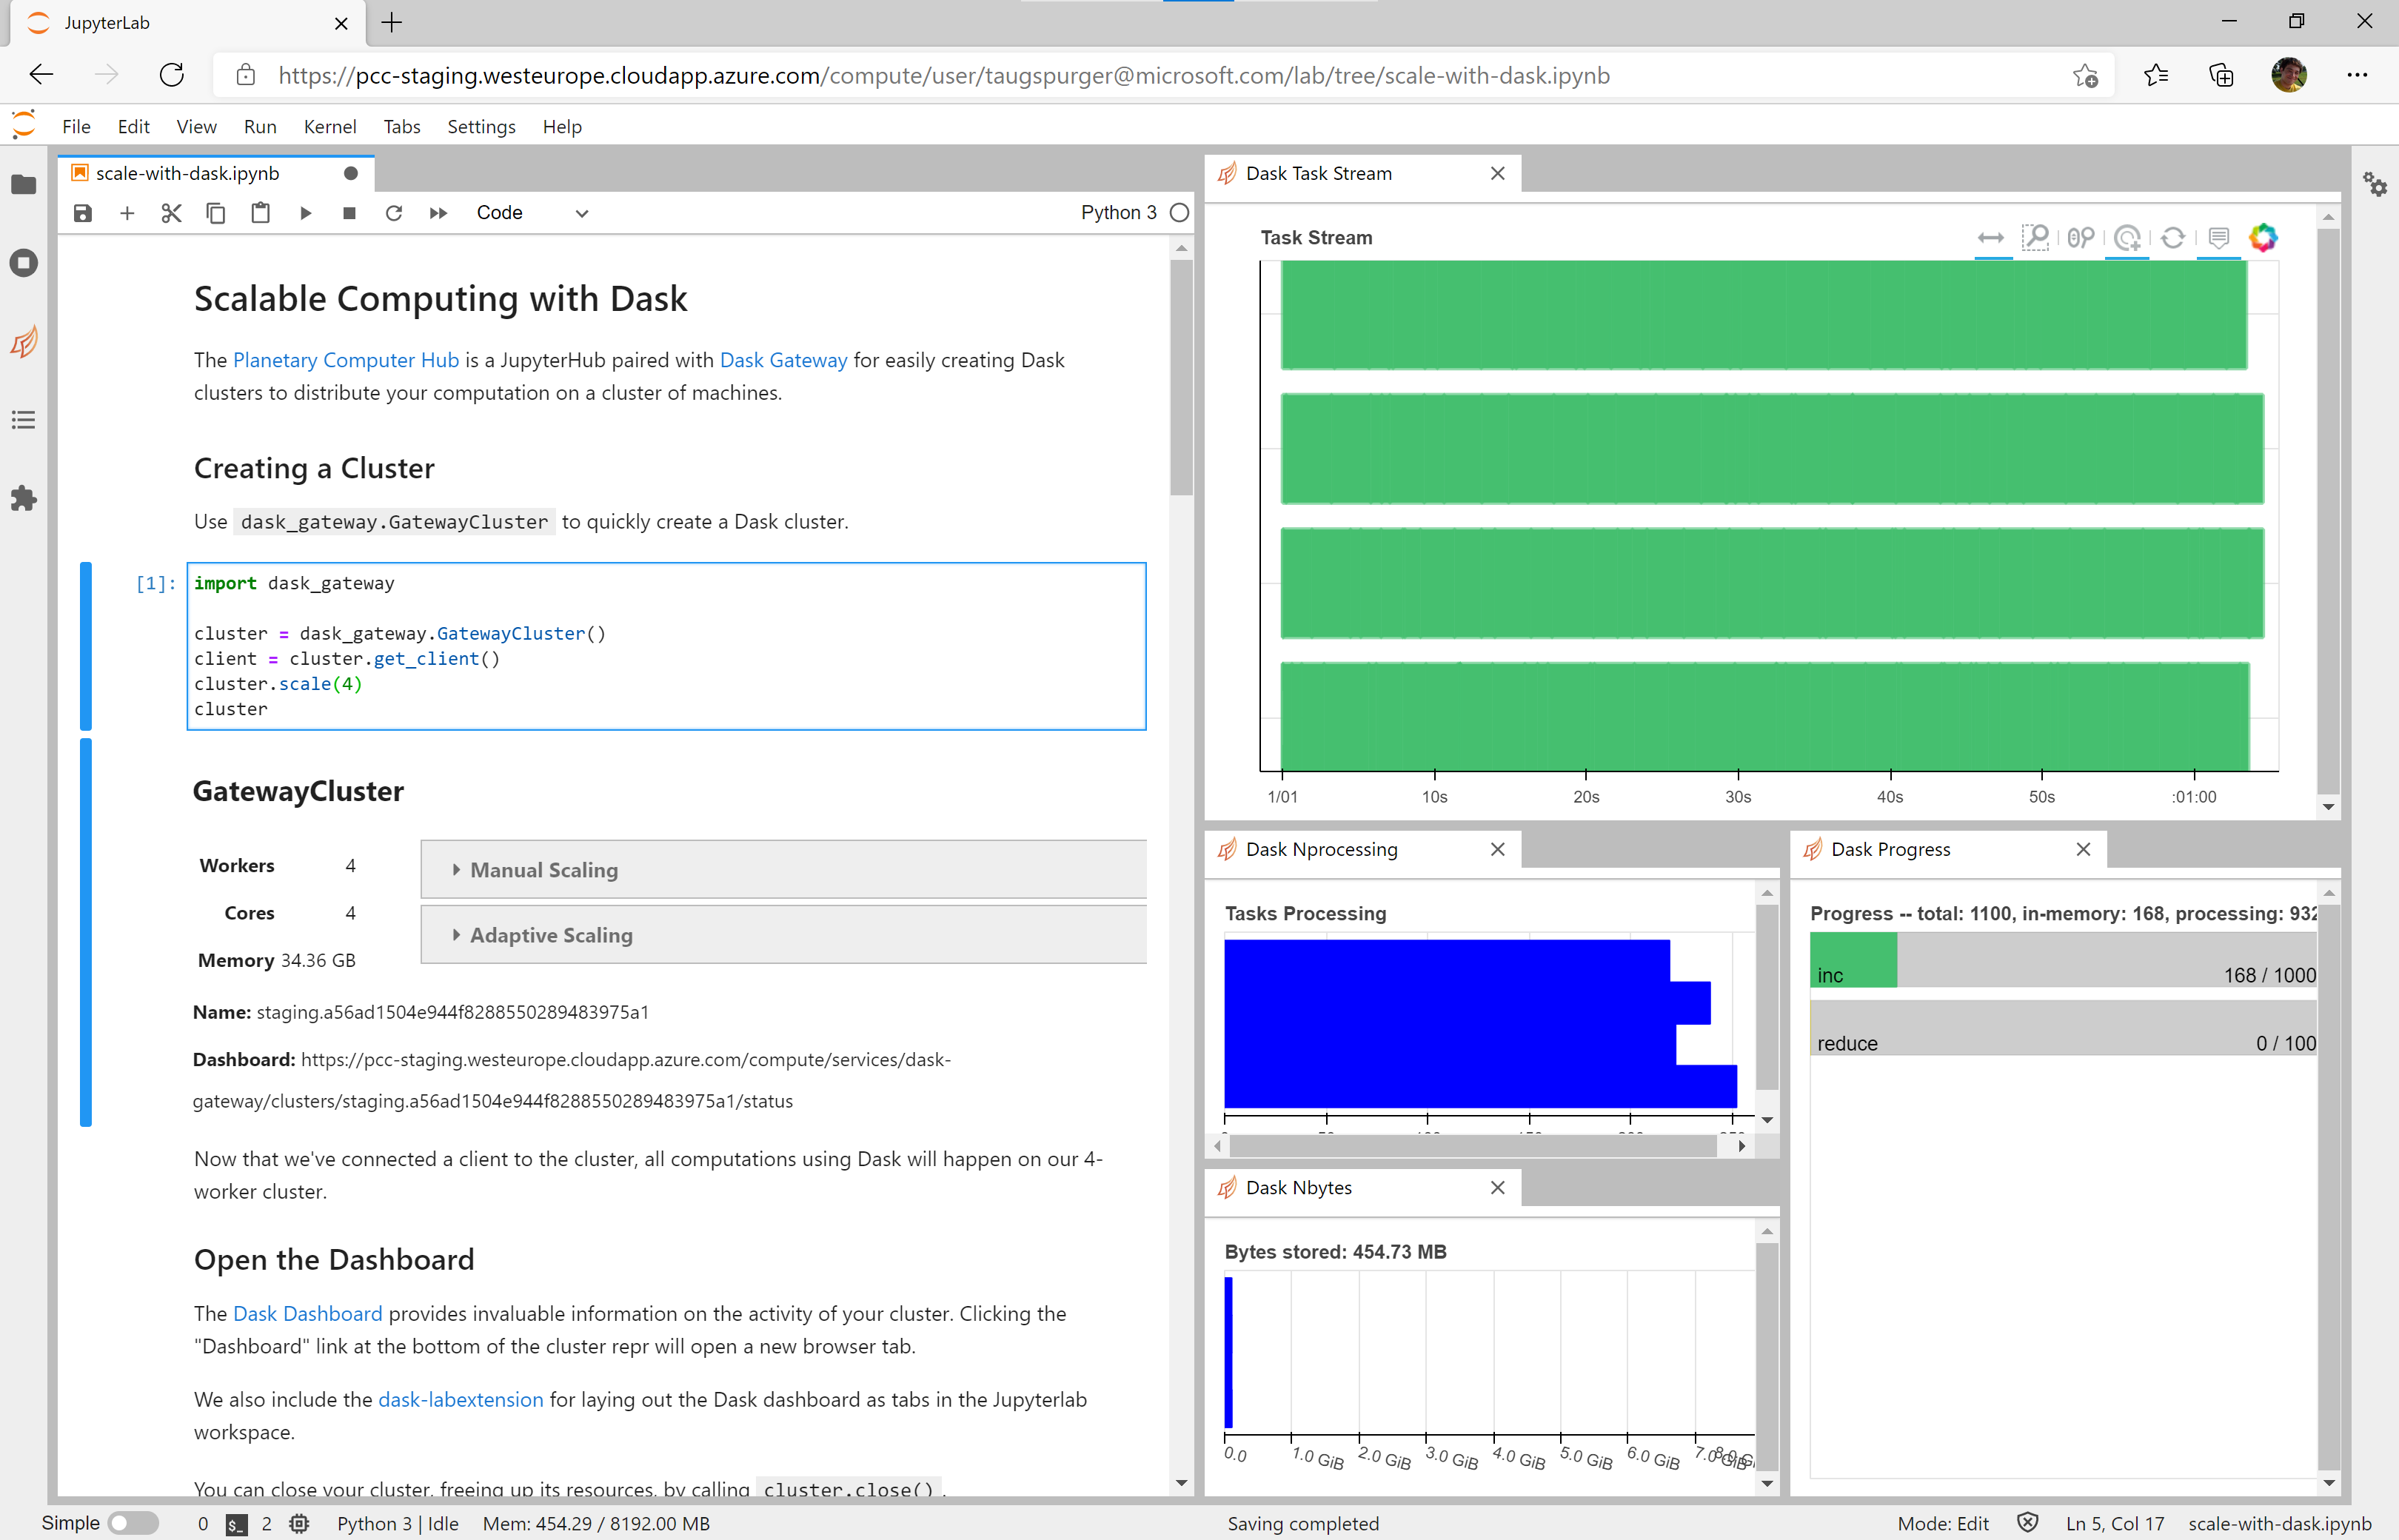 JupyterLab
https://pcc-staging.westeurope.cloudapp.azure.com/compute/user/taugspurger@microsoft.com/lab/tree/scale-with-dask.ipynb
File Edit View Run Kernel Tabs Settings Help
scale-with-dask.ipynb
Code
Python 3
Scalable Computing with Dask
The Planetary Computer Hub is a JupyterHub paired with Dask Gateway for easily creating Dask
clusters to distribute your computation on a cluster of machines.
Creating a Cluster
Use dask_gateway.GatewayCluster to quickly create a Dask cluster.
[1]:
import dask_gateway
cluster = dask_gateway.GatewayCluster()
client = cluster.get_client()
cluster.scale(4)
cluster
GatewayCluster
Workers 4
Cores 4
Memory 34.36 GB
Manual Scaling
Adaptive Scaling
Name: staging.a56ad1504e944f8288550289483975a1
Dashboard: https://pcc-staging.westeurope.cloudapp.azure.com/compute/services/dask-
gateway/clusters/staging.a56ad1504e944f8288550289483975a1/status
Now that we've connected a client to the cluster, all computations using Dask will happen on our 4-
worker cluster.
Open the Dashboard
The Dask Dashboard provides invaluable information on the activity of your cluster. Clicking the
"Dashboard" link at the bottom of the cluster repr will open a new browser tab.
We also include the dask-labextension for laying out the Dask dashboard as tabs in the Jupyterlab
workspace.
You can close your cluster, freeing up its resources, by calling cluster.close().
Dask Task Stream
Task Stream
1/01 10s 20s 30s 40s 50s :01:00
Dask Nprocessing
Tasks Processing
Dask Progress
Progress -- total: 1100, in-memory: 168, processing: 932
inc 168 / 1000
reduce 0 / 100
Dask Nbytes
Bytes stored: 454.73 MB
0.0 1.0 GiB 2.0 GiB 3.0 GiB 4.0 GiB 5.0 GiB 6.0 GiB
Simple 0 $_ 2 Python 3 | Idle Mem: 454.29 / 8192.00 MB
Saving completed
Mode: Edit Ln 5, Col 17 scale-with-dask.ipynb